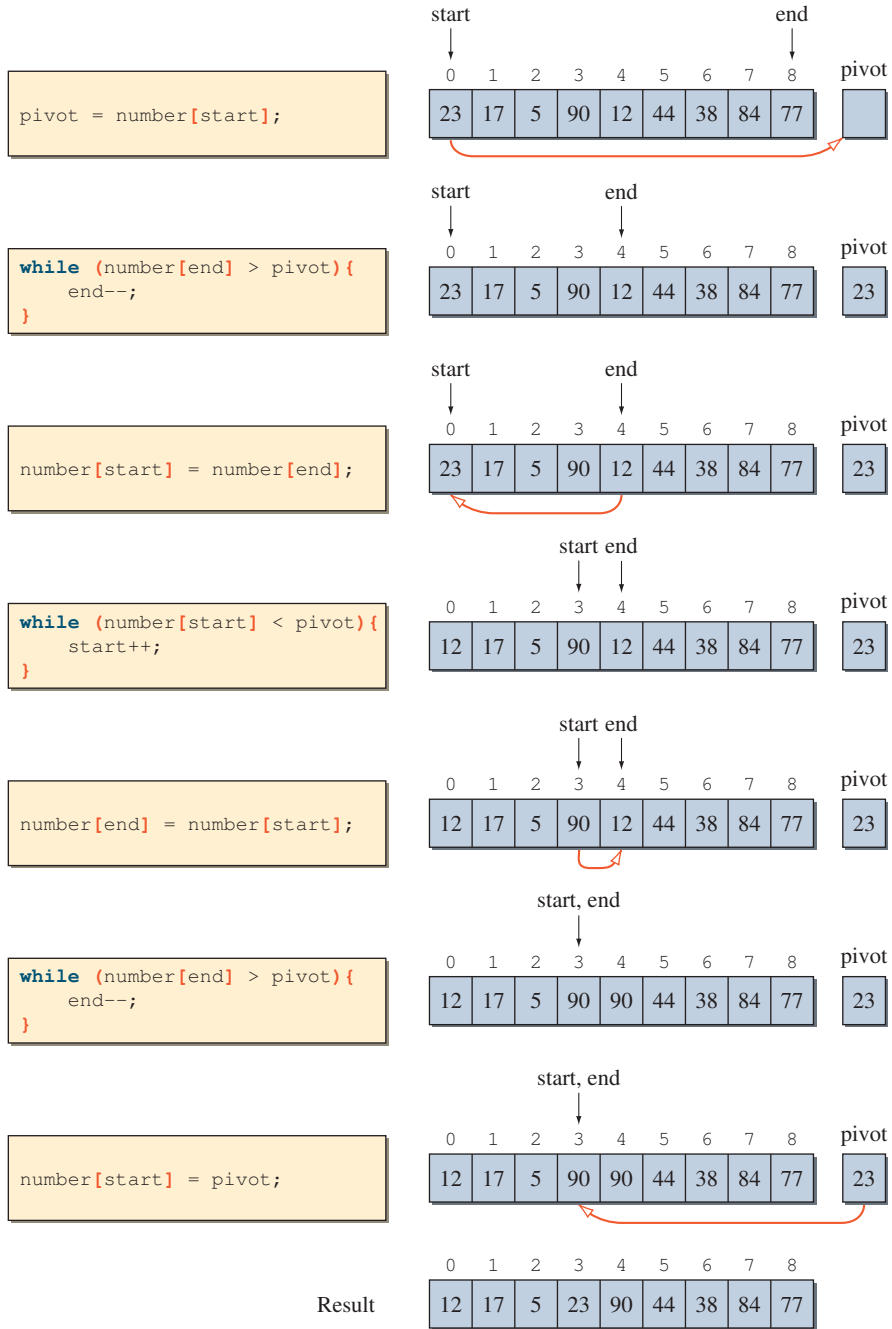 start end
0 1 2 3 4 5 6 7 8 pivot
pivot = number[start];
23 17 5 90 12 44 38 84 77
start end
0 1 2 3 4 5 6 7 8 pivot
while (number[end] > pivot){
    end--;
}
23 17 5 90 12 44 38 84 77 23
start end
0 1 2 3 4 5 6 7 8 pivot
number[start] = number[end];
23 17 5 90 12 44 38 84 77 23
start end
0 1 2 3 4 5 6 7 8 pivot
while (number[start] < pivot){
    start++;
}
12 17 5 90 12 44 38 84 77 23
start end
0 1 2 3 4 5 6 7 8 pivot
number[end] = number[start];
12 17 5 90 12 44 38 84 77 23
start, end
0 1 2 3 4 5 6 7 8 pivot
while (number[end] > pivot){
    end--;
}
12 17 5 90 90 44 38 84 77 23
start, end
0 1 2 3 4 5 6 7 8 pivot
number[start] = pivot;
12 17 5 90 90 44 38 84 77 23
0 1 2 3 4 5 6 7 8
Result 12 17 5 23 90 44 38 84 77